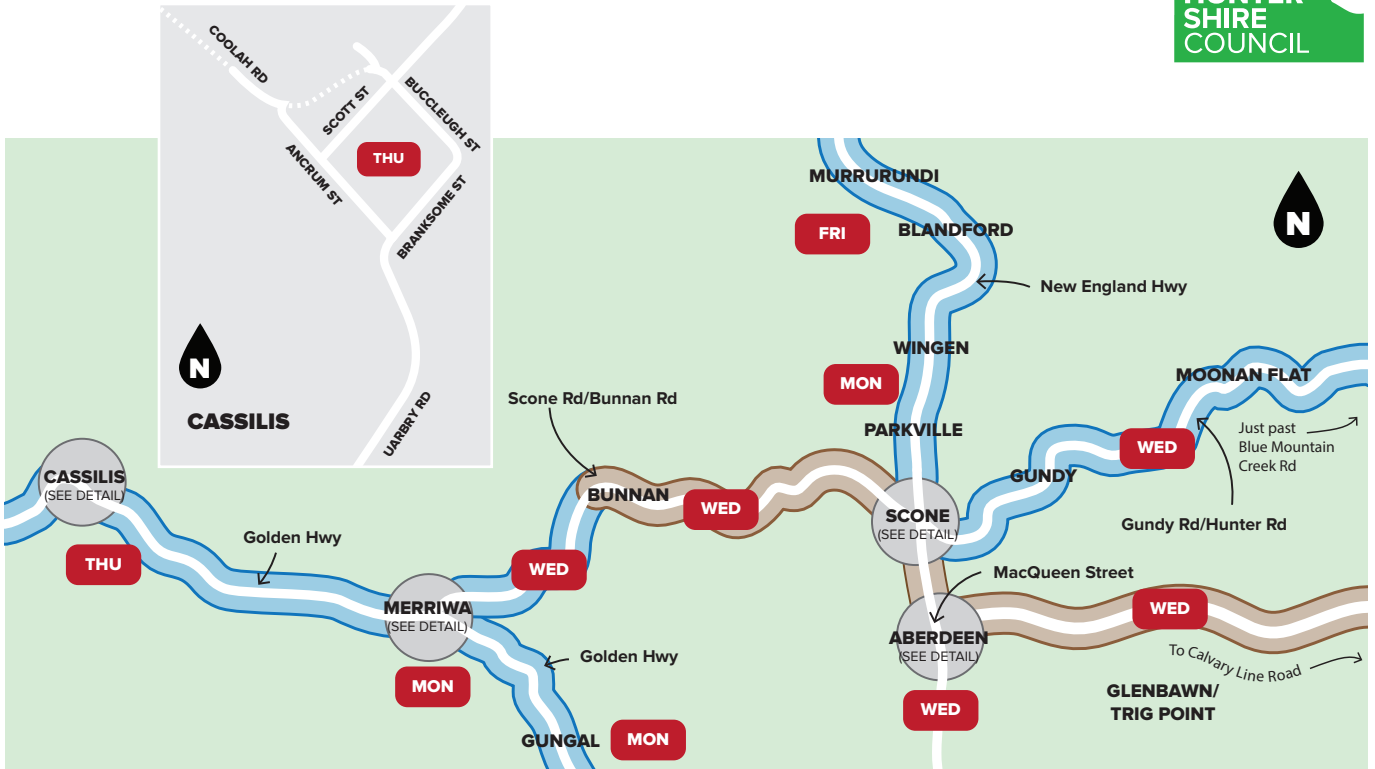 HUNTER
SHIRE
COUNCIL
COOLAH RD
SCOTT ST
BUCCLEUGH ST
THU
ANCRUM ST
BRANKSOME ST
UARBRY RD
N
CASSILIS
MURRURUNDI
FRI
BLANDFORD
N
New England Hwy
WINGEN
MON
MOONAN FLAT
Scone Rd/Bunnan Rd
PARKVILLE
Just past
Blue Mountain
Creek Rd
WED
CASSILIS
(SEE DETAIL)
BUNNAN
WED
GUNDY
SCONE
(SEE DETAIL)
Gundy Rd/Hunter Rd
Golden Hwy
THU
WED
MacQueen Street
MERRIWA
(SEE DETAIL)
WED
ABERDEEN
(SEE DETAIL)
Golden Hwy
To Calvary Line Road
MON
GLENBAWN/
TRIG POINT
WED
GUNGAL
MON